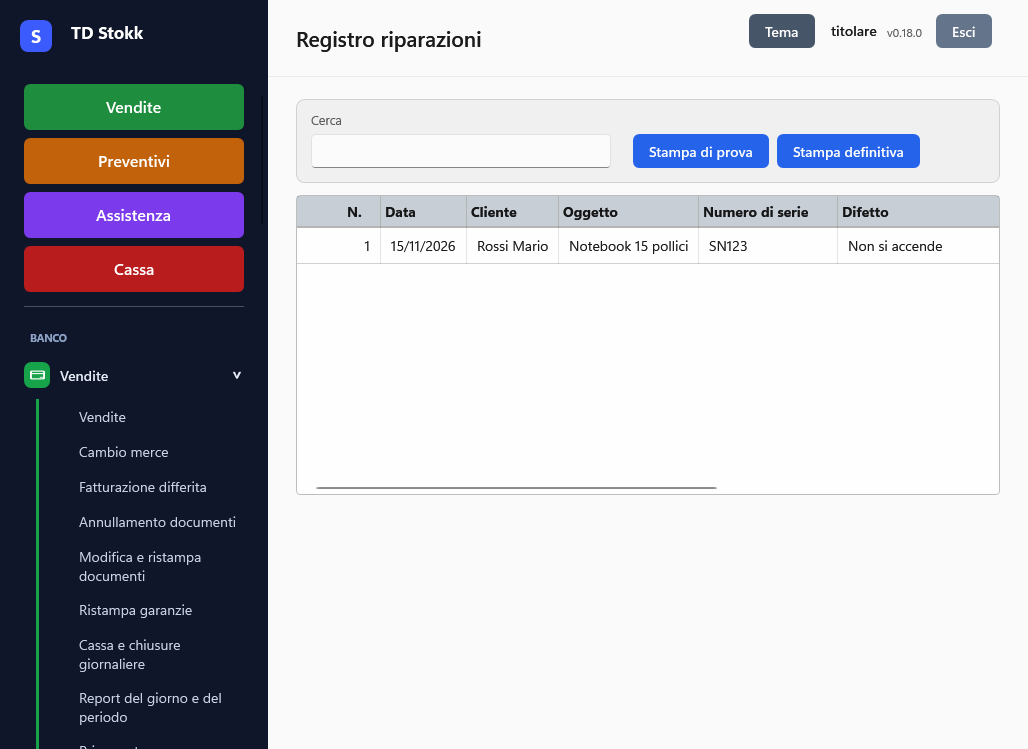 S
TD Stokk
Vendite
Preventivi
Assistenza
Cassa
BANCO
Vendite
Vendite
Cambio merce
Fatturazione differita
Annullamento documenti
Modifica e ristampa
documenti
Ristampa garanzie
Cassa e chiusure
giornaliere
Report del giorno e del
periodo
Registro riparazioni
Tema
titolare
v0.18.0
Esci
Cerca
Stampa di prova
Stampa definitiva
N. Data Cliente Oggetto Numero di serie Difetto
1 15/11/2026 Rossi Mario Notebook 15 pollici SN123 Non si accende